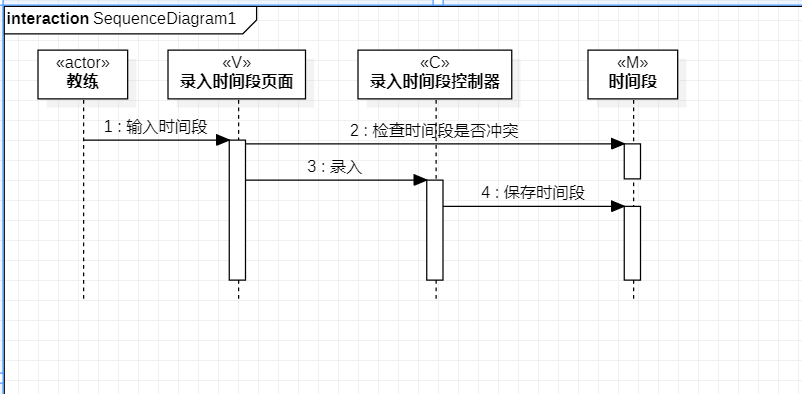 interaction SequenceDiagram1
«actor»
教练
«V»
录入时间段页面
«C»
录入时间段控制器
«M»
时间段
1 : 输入时间段
2 : 检查时间段是否冲突
3 : 录入
4 : 保存时间段